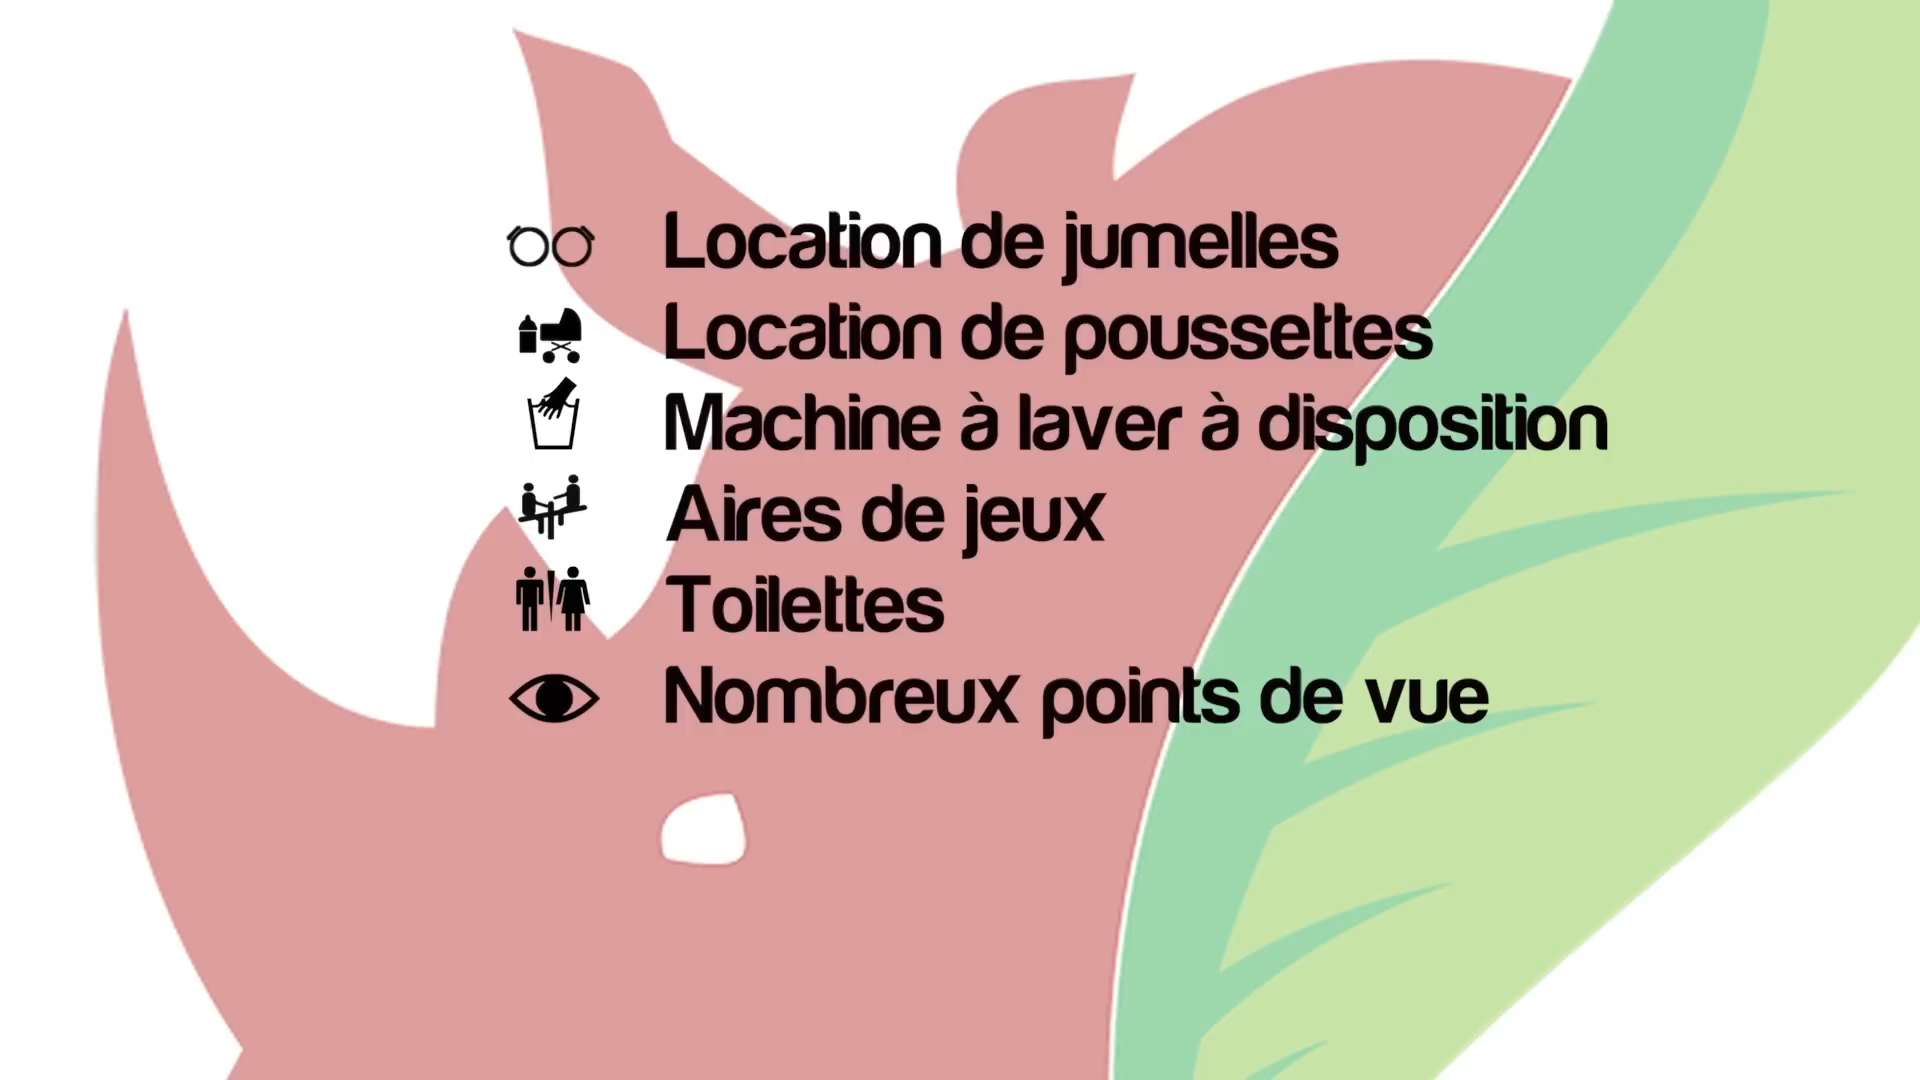 Location de jumelles
Location de poussettes
Machine à laver à disposition
Aires de jeux
Toilettes
Nombreux points de vue